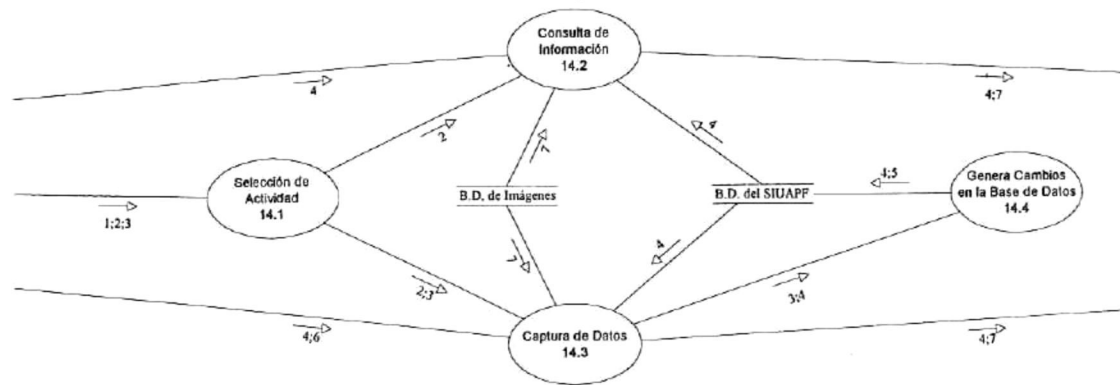 Consulta de
Información
14.2
4
4;7
2
4
7
Selección de
Actividad
14.1
1;2;3
B.D. de Imágenes
B.D. del SIUAPF
4;5
Genera Cambios
en la Base de Datos
14.4
7
4
2;3
3;4
4;6
Captura de Datos
14.3
4;7